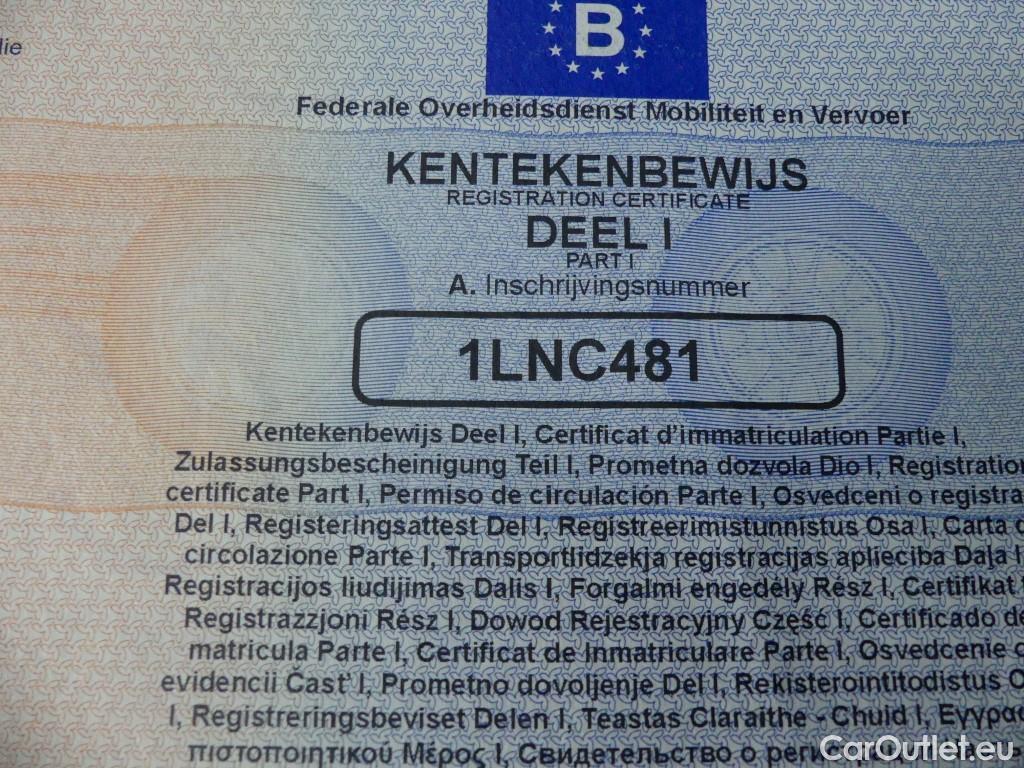 lie
B
Federale Overheidsdienst Mobiliteit en Vervoer
KENTEKENBEWIJS
REGISTRATION CERTIFICATE
DEEL I
PART I
A. Inschrijvingsnummer
1LNC481
Kentekenbewijs Deel I, Certificat d'immatriculation Partie I,
Zulassungsbescheinigung Teil I, Prometna dozvola Dio I, Registration
certificate Part I, Permiso de circulación Parte I, Osvedceni o registra
Del I, Registeringsattest Del I, Registreerimistunnistus Osa I, Carta
circolazione Parte I, Transportlidzekja registracijas aplieciba Daļa I
Registracijos liudijimas Dalis I, Forgalmi engedély Rész I, Certifikat
Registrazzjoni Rész I, Dowod Rejestracyjny Część I, Certificado de
matricula Parte I, Certificat de Inmatriculare Parte I, Osvedcenie
evidencii Časť I, Prometno dovoljenje Del I, Rekisterointitodistus O
I, Registreringsbeviset Delen I, Teastas Claraithe - Chuid I, Εγγρα
πιστοποιητικού Μέρος I, Свидетельство о
CarOutlet.eu